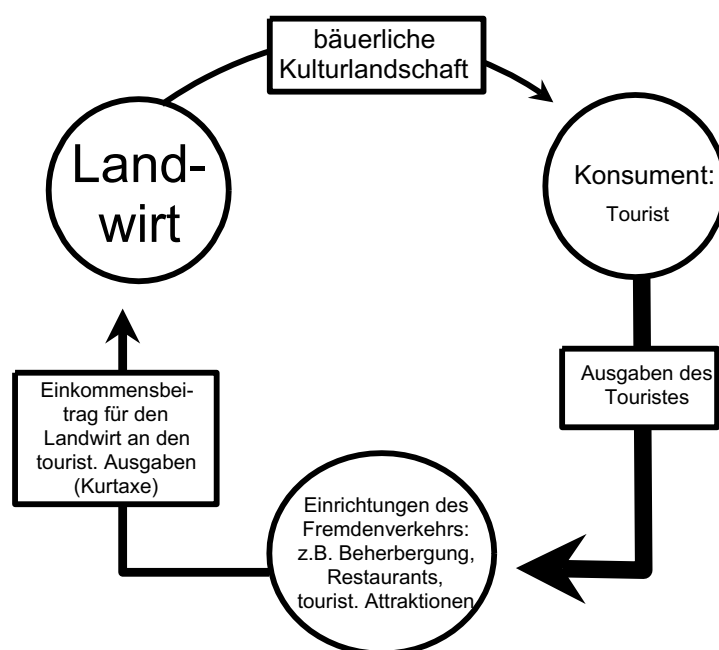 bäuerliche
Kulturlandschaft
Land-
wirt
Konsument:
Tourist
Ausgaben des
Touristes
Einkommensbei-
trag für den
Landwirt an den
tourist. Ausgaben
(Kurtaxe)
Einrichtungen des
Fremdenverkehrs:
z.B. Beherbergung,
Restaurants,
tourist. Attraktionen